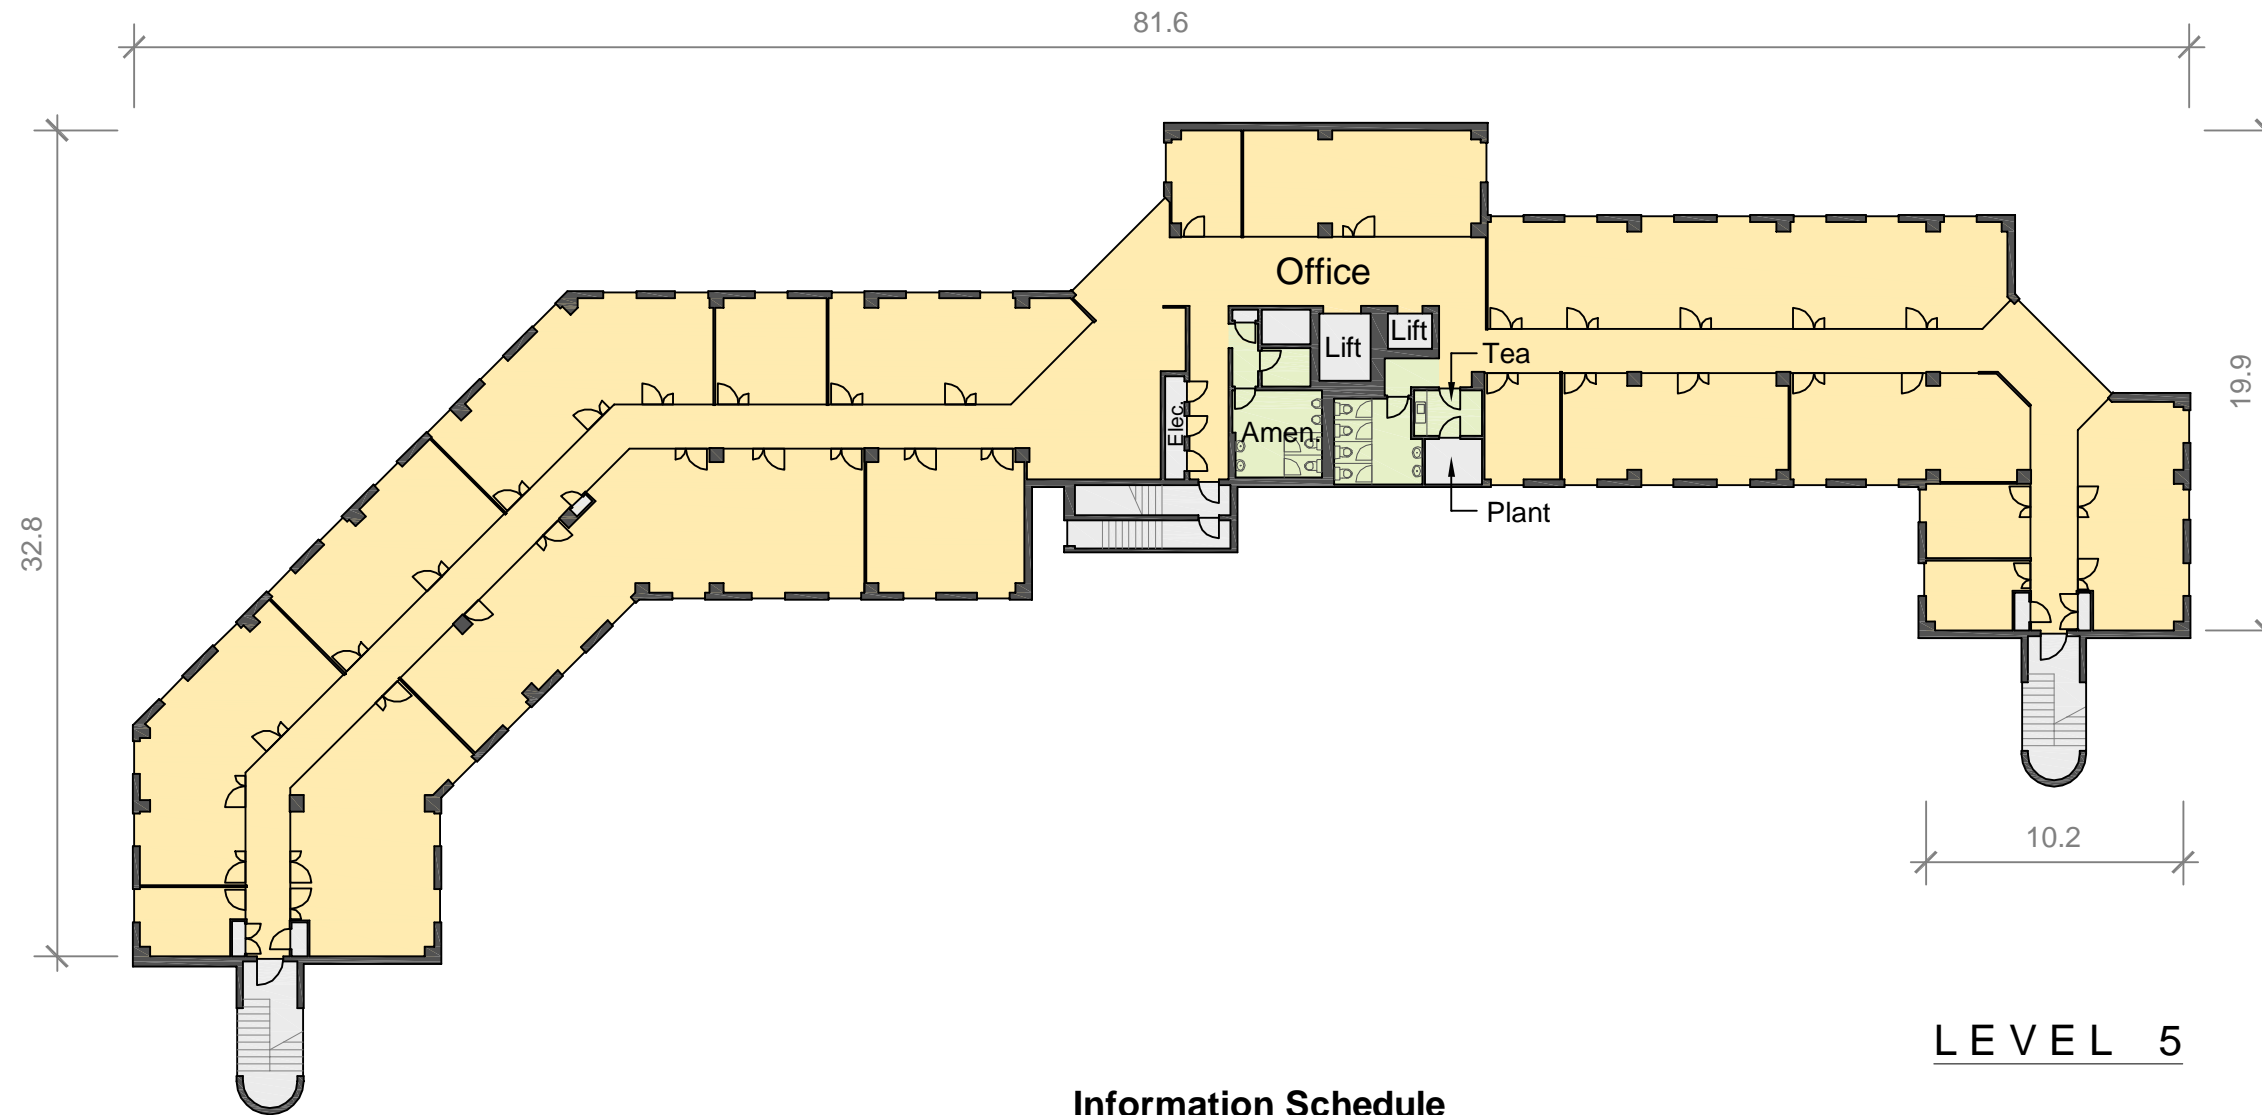 81.6
Office
Lift
Lift
Tea
Elec.
Amen.
Plant
32.8
19.9
10.2
LEVEL 5
Information Schedule